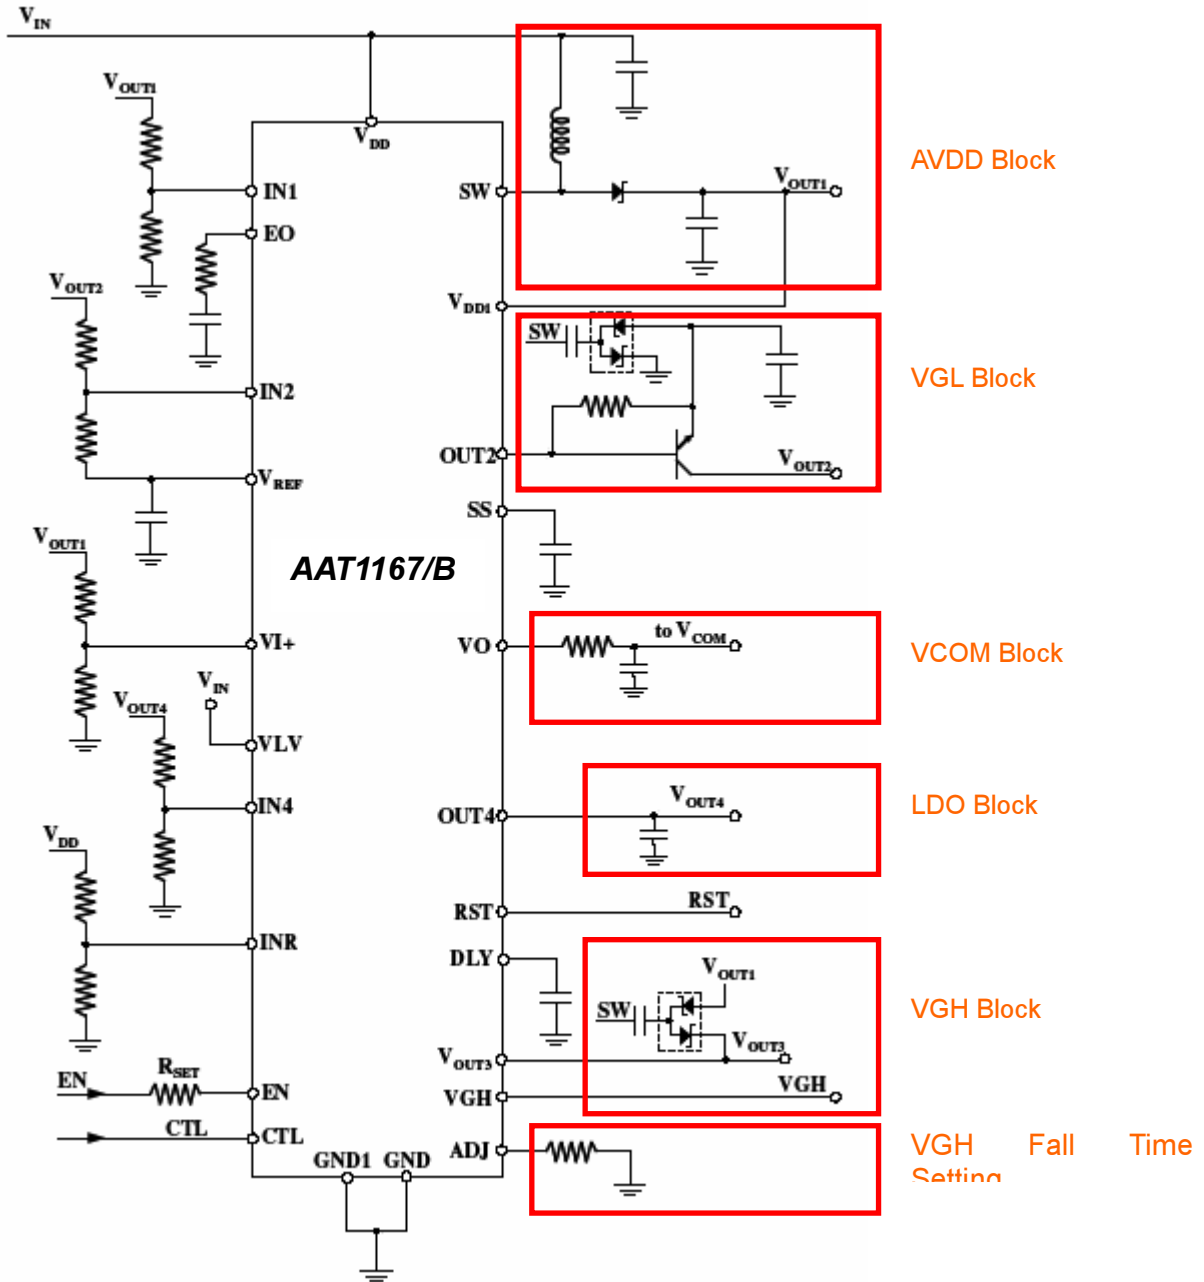 VIN
VOUT1
VDD
AVDD Block
VOUT1
IN1
SW
EO
VOUT2
VDD1
SW
VGL Block
IN2
OUT2
VOUT2
VREF
SS
VOUT1
AAT1167/B
to VCOM
VI+
VO
VCOM Block
VIN
VOUT4
VLV
VOUT4
LDO Block
IN4
OUT4
VDD
RST
RST
INR
DLY
VOUT1
SW
VGH Block
VOUT3
VOUT3
EN
RSET
EN
VGH
VGH
CTL
CTL
ADJ
VGH Fall Time
Setting
GND1
GND